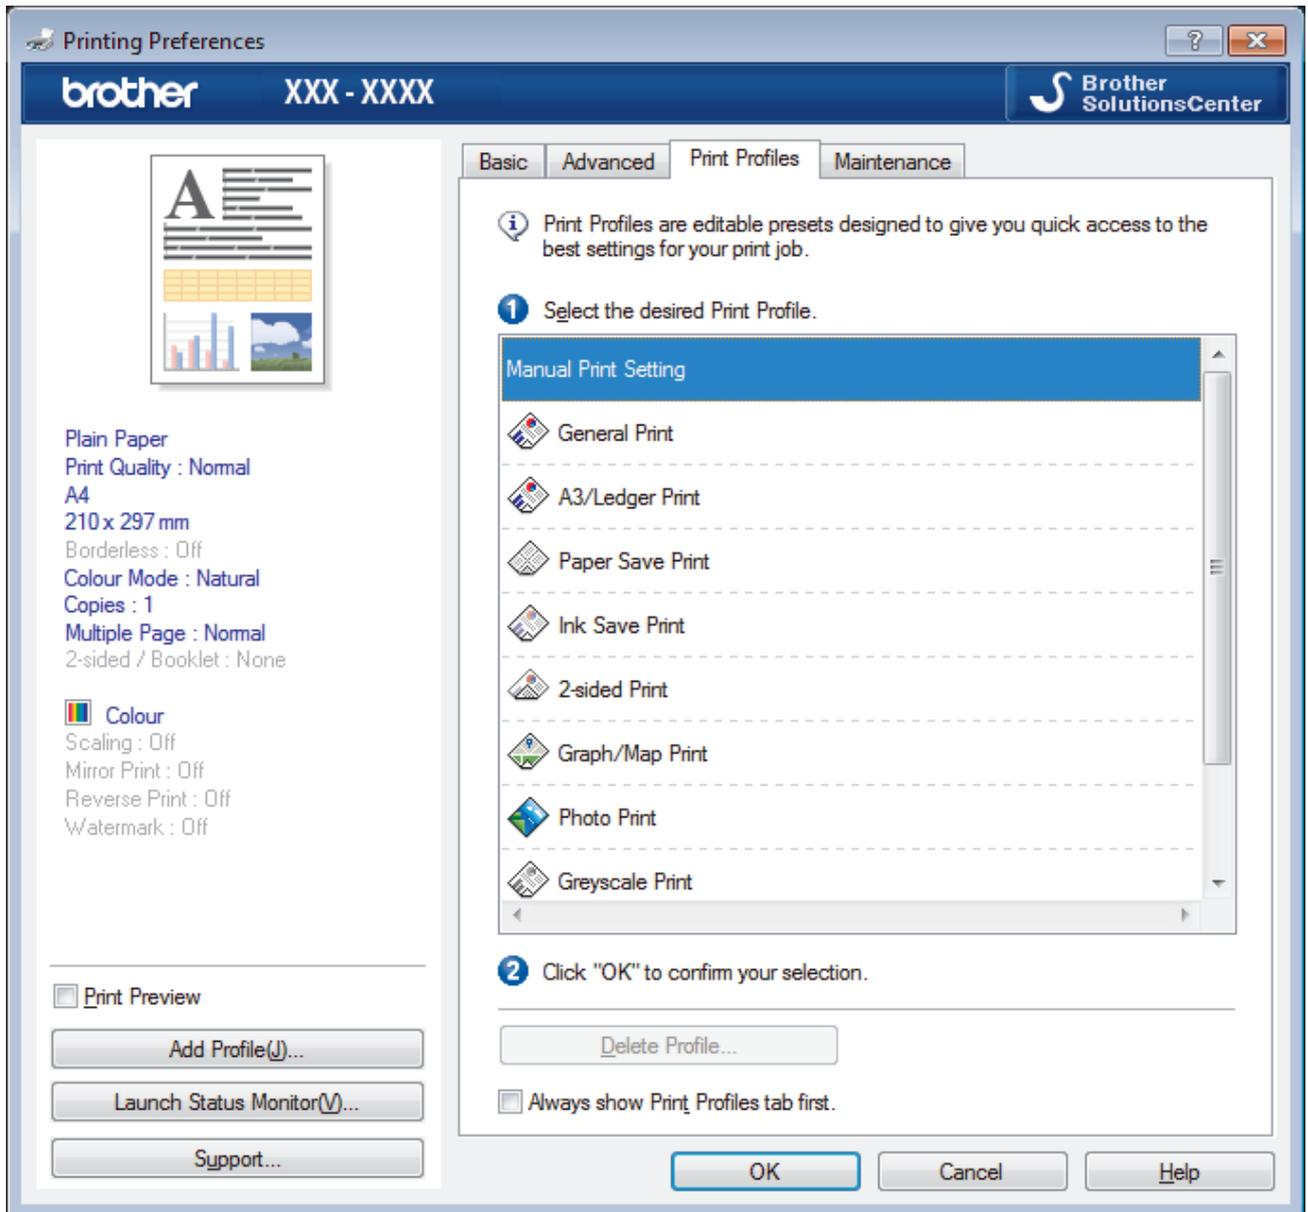 Printing Preferences
brother XXX - XXXX
Brother
SolutionsCenter
A
Plain Paper
Print Quality : Normal
A4
210 x 297 mm
Borderless : Off
Colour Mode : Natural
Copies : 1
Multiple Page : Normal
2-sided / Booklet : None
Colour
Scaling : Off
Mirror Print : Off
Reverse Print : Off
Watermark : Off
Print Preview
Add Profile(J)...
Launch Status Monitor(V)...
Support...
Basic Advanced Print Profiles Maintenance
Print Profiles are editable presets designed to give you quick access to the
best settings for your print job.
1 Select the desired Print Profile.
Manual Print Setting
General Print
A3/Ledger Print
Paper Save Print
Ink Save Print
2-sided Print
Graph/Map Print
Photo Print
Greyscale Print
2 Click "OK" to confirm your selection.
Delete Profile...
Always show Print Profiles tab first.
OK Cancel Help